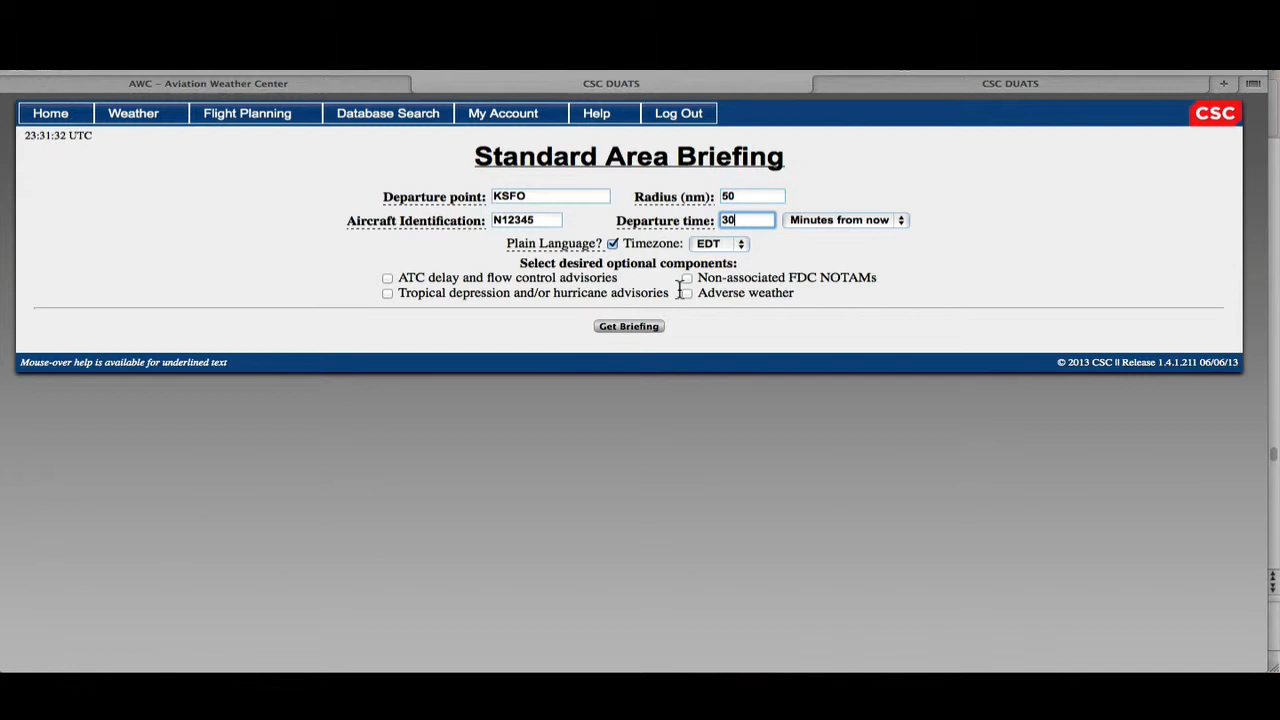 AWC – Aviation Weather Center CSC DUATS CSC DUATS +
Home Weather Flight Planning Database Search My Account Help Log Out CSC
23:31:32 UTC
Standard Area Briefing
Departure point: KSFO Radius (nm): 50
Aircraft Identification: N12345 Departure time: 30 Minutes from now
Plain Language? Timezone: EDT
Select desired optional components:
ATC delay and flow control advisories Non-associated FDC NOTAMs
Tropical depression and/or hurricane advisories Adverse weather
Get Briefing
Mouse-over help is available for underlined text © 2013 CSC || Release 1.4.1.211 06/06/13